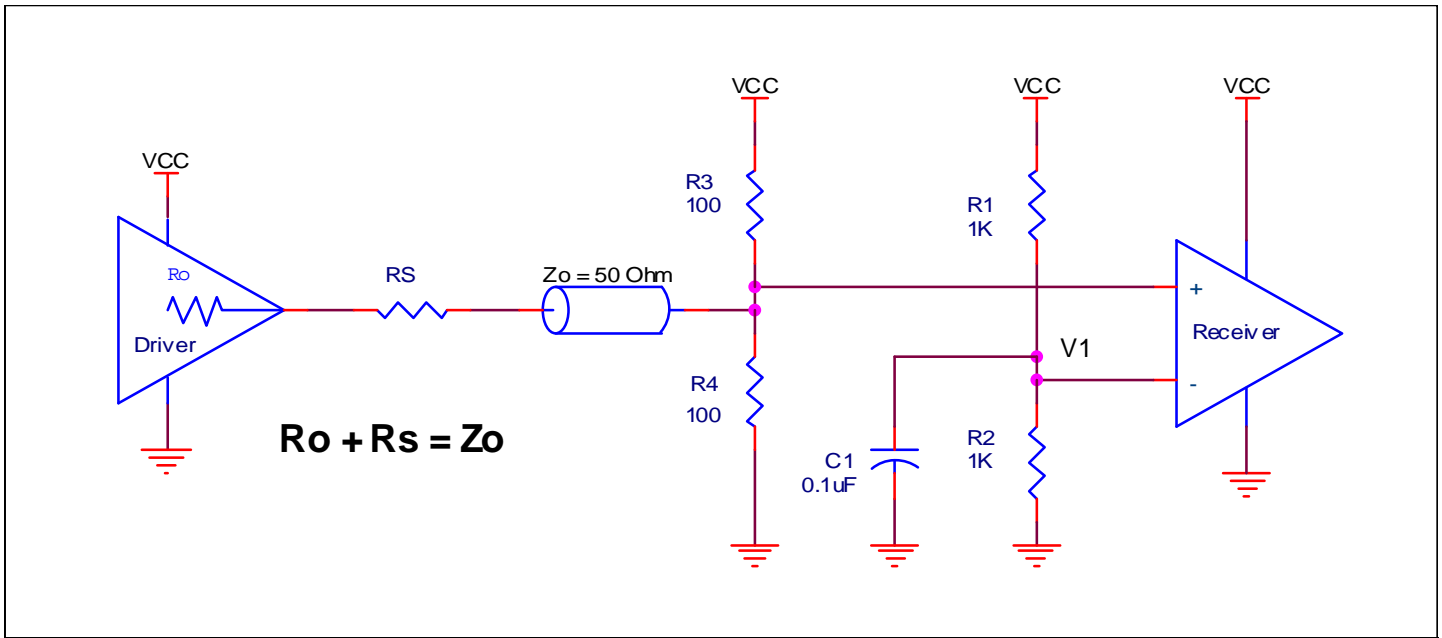 VCC
VCC
VCC
VCC
R3
100
R1
1K
Ro
RS
Zo = 50 Ohm
+
Driver
Receiver
V1
-
R4
100
Ro + Rs = Zo
R2
1K
C1
0.1uF